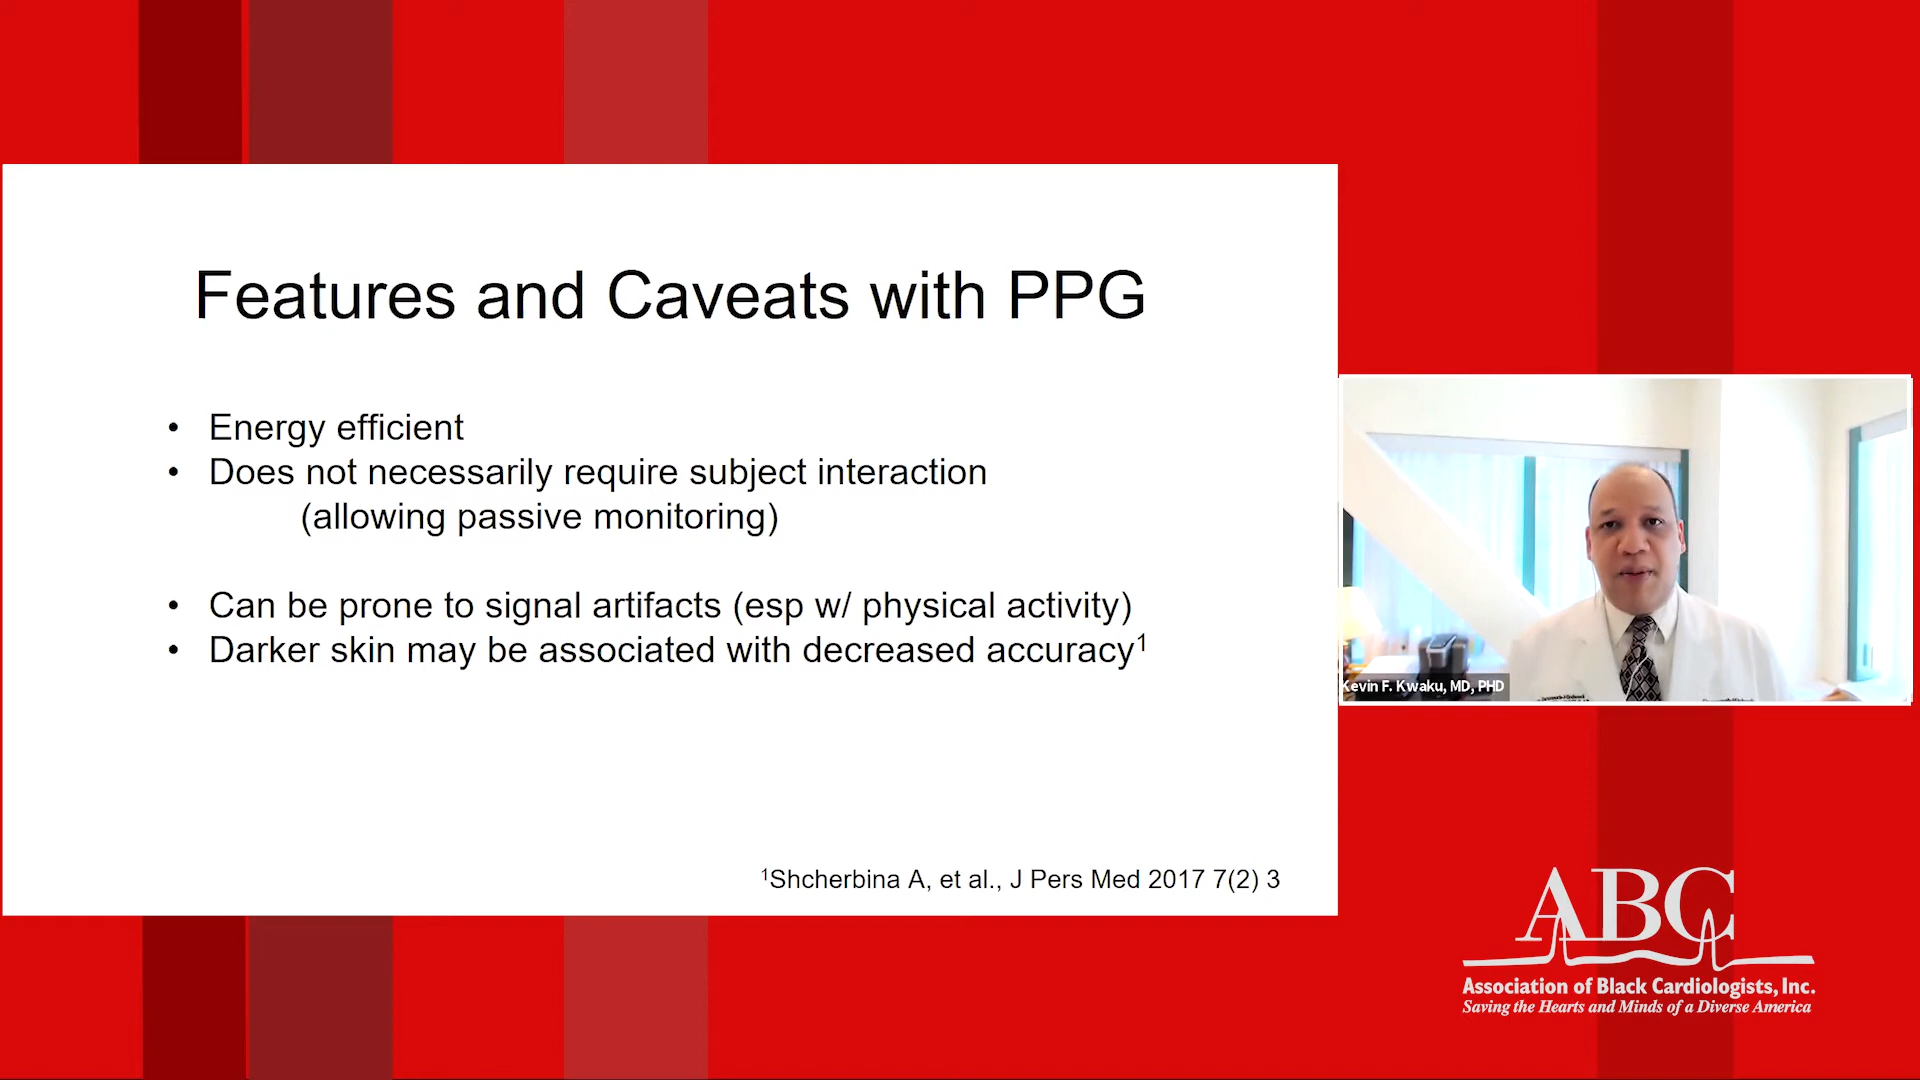 Features and Caveats with PPG
• Energy efficient
• Does not necessarily require subject interaction
(allowing passive monitoring)
• Can be prone to signal artifacts (esp w/ physical activity)
• Darker skin may be associated with decreased accuracy¹
¹Shcherbina A, et al., J Pers Med 2017 7(2) 3
Kevin F. Kwaku, MD, PHD
ABC
Association of Black Cardiologists, Inc.
Saving the Hearts and Minds of a Diverse America